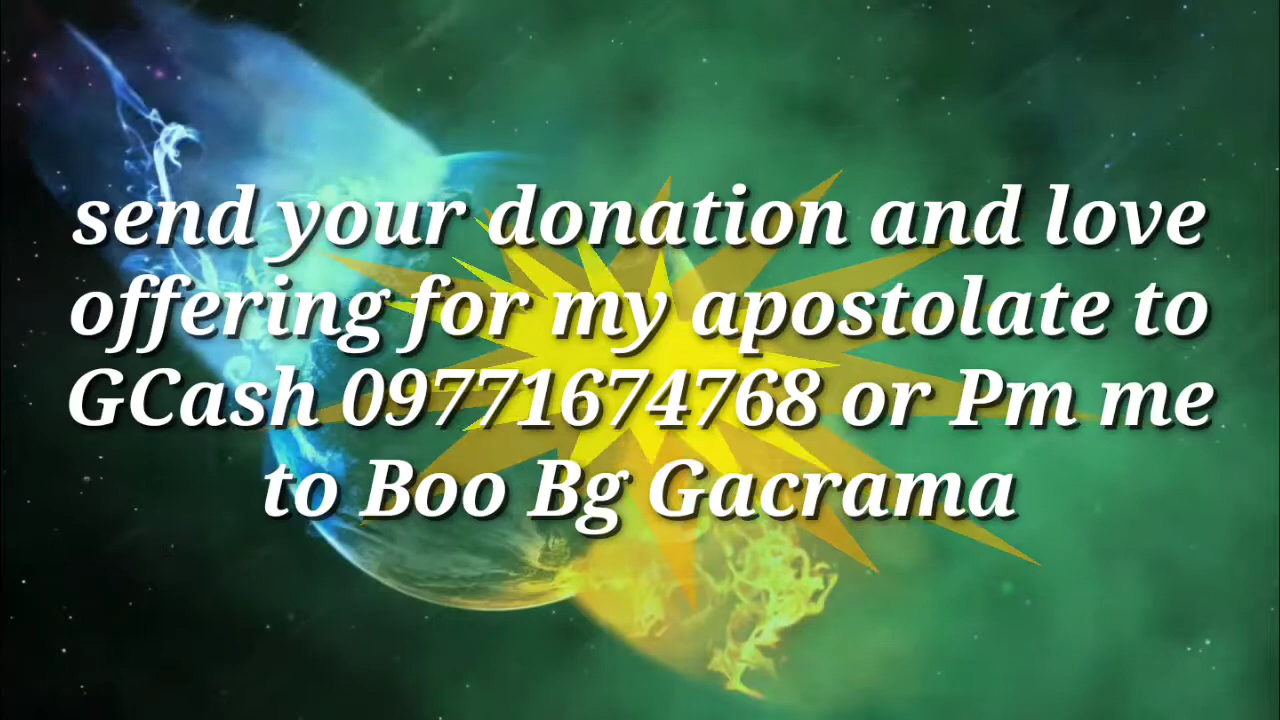 send your donation and love
offering for my apostolate to
GCash 09771674768 or Pm me
to Boo Bg Gacrama